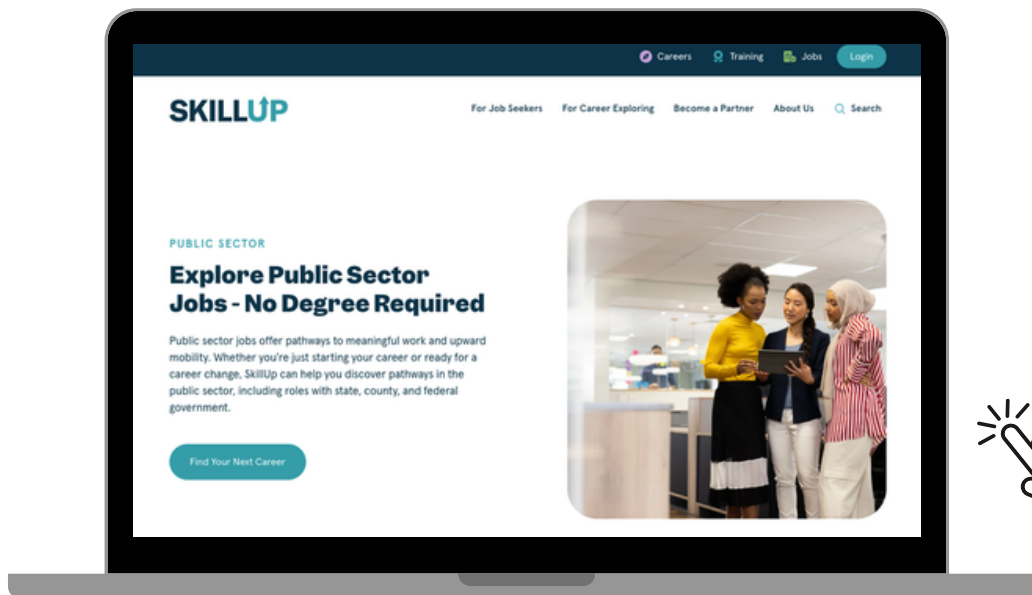 Careers Training Jobs Login
SKILLUP
For Job Seekers For Career Exploring Become a Partner About Us Search
PUBLIC SECTOR
Explore Public Sector
Jobs - No Degree Required
Public sector jobs offer pathways to meaningful work and upward
mobility. Whether you're just starting your career or ready for a
career change, SkillUp can help you discover pathways in the
public sector, including roles with state, county, and federal
government.
Find Your Next Career